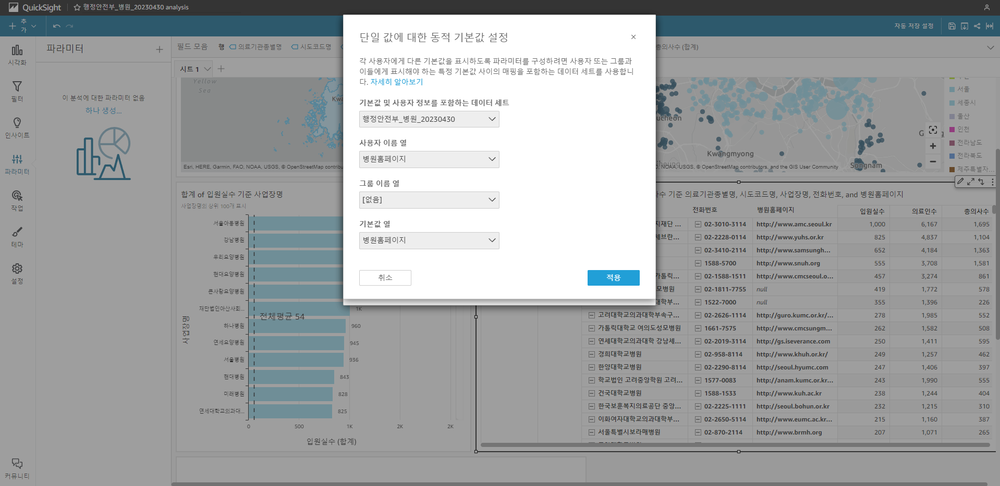 QuickSight
행정안전부_병원_20230430 analysis
추가
자동 저장 설정
시각화
필터
인사이트
파라미터
작업
테마
설정
커뮤니티
파라미터
이 분석에 대한 파라미터 없음
하나 생성...
필드 모음
행
의료기관종별명
시도코드명
총의사수 (합계)
시트 1
Yellow
Sea
Kwa
Esri, HERE, Garmin, FAO, NOAA, USGS, © OpenStreetMap contribu
단일 값에 대한 동적 기본값 설정
각 사용자에게 다른 기본값을 표시하도록 파라미터를 구성하려면 사용자 또는 그룹과
이들에게 표시해야 하는 특정 기본값 사이의 매핑을 포함하는 데이터 세트를 사용합니
다. 자세히 알아보기
기본값 및 사용자 정보를 포함하는 데이터 세트
행정안전부_병원_20230430
사용자 이름 열
병원홈페이지
그룹 이름 열
[없음]
기본값 열
병원홈페이지
취소
적용
ucheon
Kwangmyong
Songnam
NOAA, USGS, © OpenStreetMap contributors, and the GIS User Community
서울
세종시
울산
인천
전라남도
전라북도
제주특별자...
합계 of 입원실수 기준 사업장명
사업장명의 상위 100개 표시
사업장명
서울아동병원
강남병원
우리요양병원
현대요양병원
큰사랑요양병원
재단법인아산사회...
1K
전체평균 54
하나병원
960
연세요양병원
945
서울병원
936
현대병원
843
미래병원
828
연세대학교의과대...
825
0
500
1K
2K
2K
입원실수 (합계)
사수 기준 의료기관종별명, 시도코드명, 사업장명, 전화번호, and 병원홈페이지
전화번호 병원홈페이지 입원실수 의료인수 총의사수
지재단 ... 02-3010-3114 http://www.amc.seoul.kr 1,000 6,167 1,695
세브란... 02-2228-0114 http://www.yuhs.or.kr 825 4,837 1,104
02-3410-2114 http://www.samsungh... 652 4,184 1,363
1588-5700 http://www.snuh.org 555 3,708 1,581
가톨릭... 02-1588-1511 http://www.cmcseoul.o... 457 3,274 861
모병원 02-1811-7755 null 419 1,772 578
대학부... 1522-7000 null 355 1,396 226
고려대학교의과대학부속구... 02-2626-1114 http://guro.kumc.or.kr/... 278 1,985 552
가톨릭대학교 여의도성모병원 1661-7575 http://www.cmcsungm... 262 1,582 508
연세대학교의과대학 강남세... 02-2019-3114 http://gs.iseverance.com 250 1,411 595
경희대학교병원 02-958-8114 http://www.khuh.or.kr/ 249 1,257 462
한양대학교병원 02-2290-8114 http://seoul.hyumc.com 247 1,406 397
학교법인 고려중앙학원 고려... 1577-0083 http://anam.kumc.or.kr... 243 1,990 555
건국대학교병원 1588-1533 http://www.kuh.ac.kr 238 1,244 404
한국보훈복지의료공단 중앙... 02-2225-1111 http://seoul.bohun.or.kr 232 1,215 310
이화여자대학교의과대학부... 02-2650-5114 http://www.eumc.ac.kr... 215 1,160 387
서울특별시보라매병원 02-870-2114 http://www.brmh.org 207 1,071 265